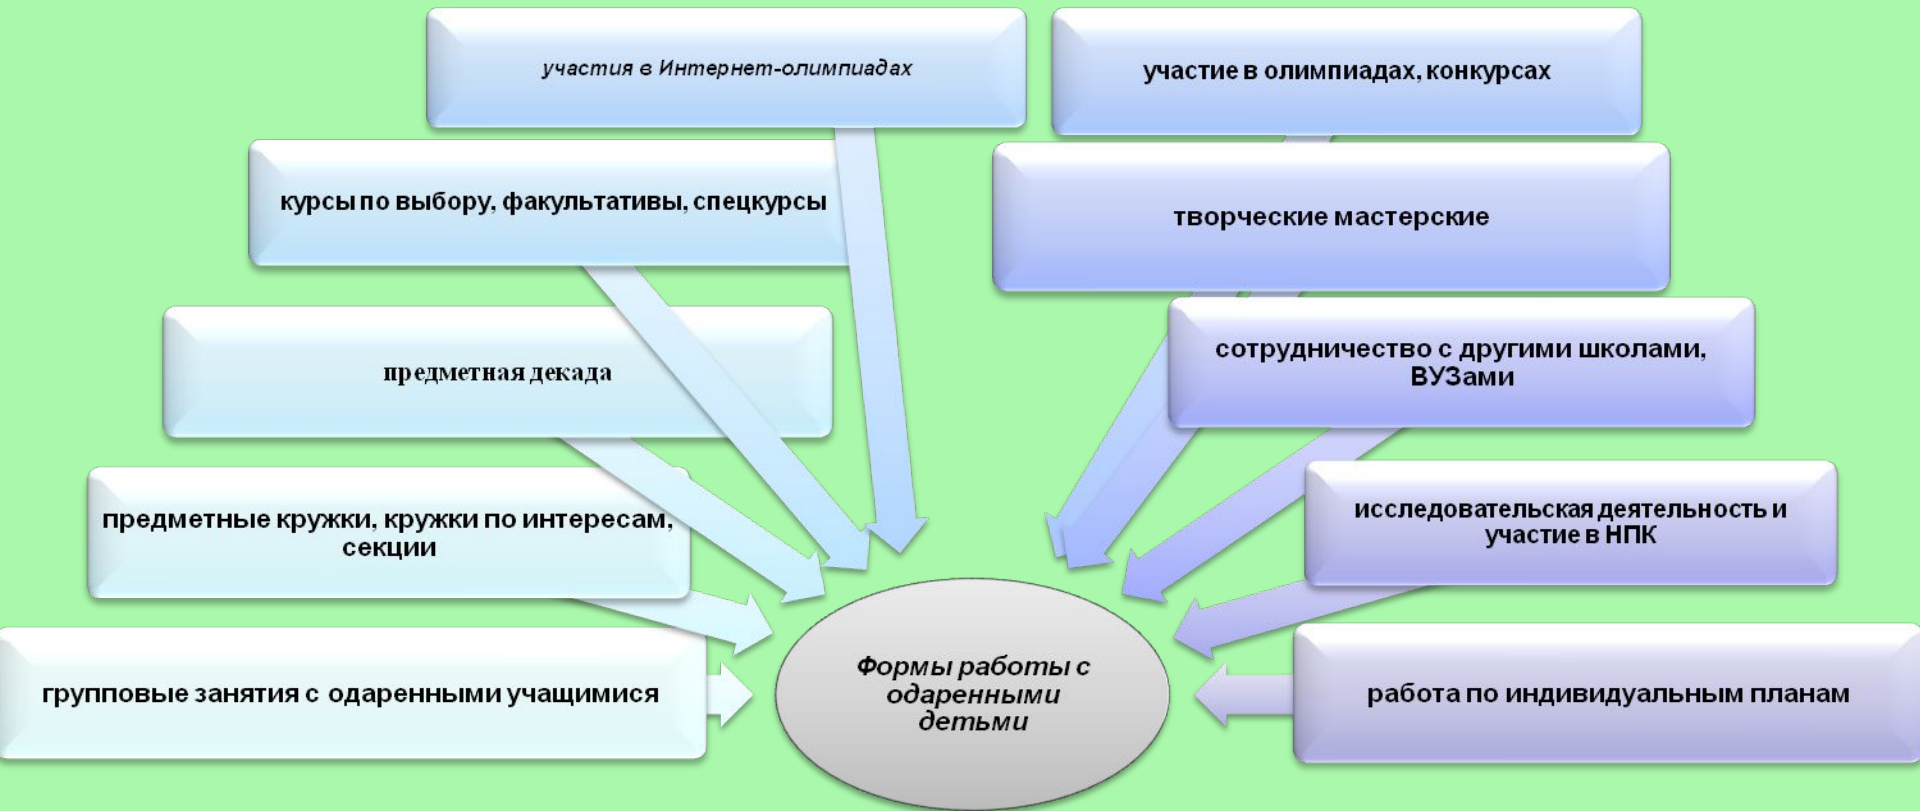 участия в Интернет-олимпиадах
участие в олимпиадах, конкурсах
курсы по выбору, факультативы, спецкурсы
творческие мастерские
предметная декада
сотрудничество с другими школами,
ВУЗами
предметные кружки, кружки по интересам,
секции
исследовательская деятельность и
участие в НПК
групповые занятия с одаренными учащимися
Формы работы с
одаренными
детьми
работа по индивидуальным планам